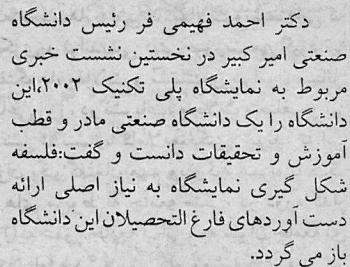 دکتر احمد فهیمی فر رئیس دانشگاه
صنعتی امیر کبیر در نخستین نشست خبری
مربوط به نمایشگاه پلی تکنیک ۲۰۰۲،این
دانشگاه را یک دانشگاه صنعتی مادر و قطب
آموزش و تحقیقات دانست و گفت:فلسفه
شکل گیری نمایشگاه به نیاز اصلی ارائه
دست آوردهای فارغ التحصیلان این دانشگاه
باز می گردد.